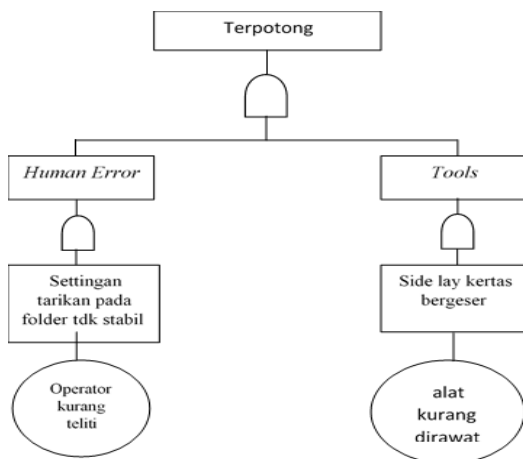 Terpotong
Human Error
Tools
Settingan
tarikan pada
folder tdk stabil
Side lay kertas
bergeser
Operator
kurang
teliti
alat
kurang
dirawat